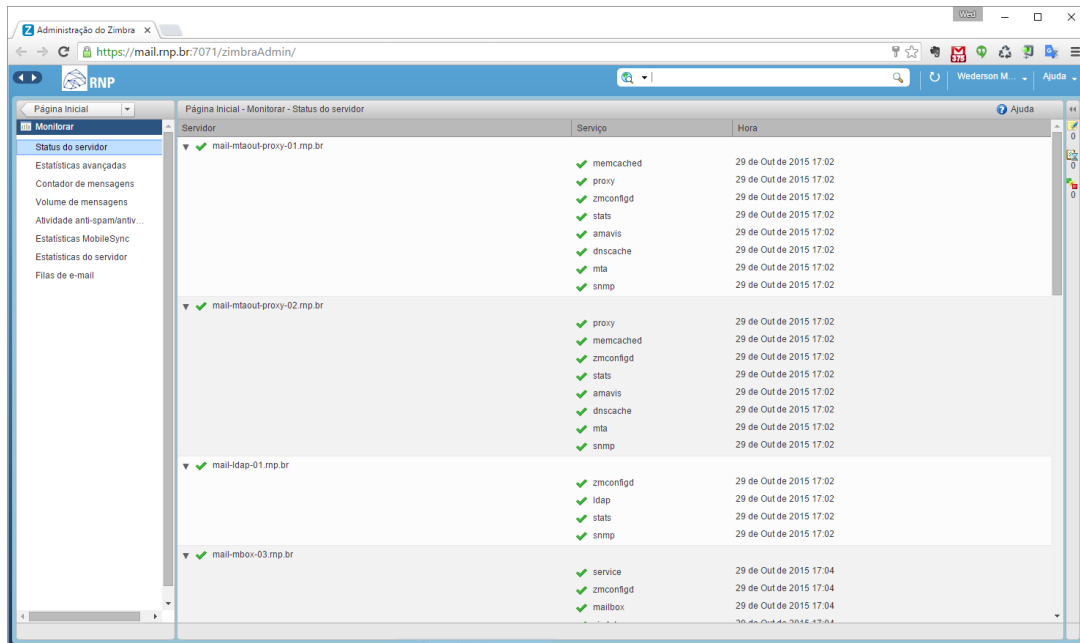 Wed
Administração do Zimbra
https://mail.rnp.br:7071/zimbraAdmin/
375
RNP
Wederson M...
Ajuda
Página Inicial
Página Inicial - Monitorar - Status do servidor
Ajuda
Monitorar
Servidor Serviço Hora
Status do servidor
Estatísticas avançadas
Contador de mensagens
Volume de mensagens
Atividade anti-spam/antiv...
Estatísticas MobileSync
Estatísticas do servidor
Filas de e-mail
mail-mtaout-proxy-01.rnp.br
memcached 29 de Out de 2015 17:02
proxy 29 de Out de 2015 17:02
zmconfigd 29 de Out de 2015 17:02
stats 29 de Out de 2015 17:02
amavis 29 de Out de 2015 17:02
dnscache 29 de Out de 2015 17:02
mta 29 de Out de 2015 17:02
snmp 29 de Out de 2015 17:02
mail-mtaout-proxy-02.rnp.br
proxy 29 de Out de 2015 17:02
memcached 29 de Out de 2015 17:02
zmconfigd 29 de Out de 2015 17:02
stats 29 de Out de 2015 17:02
amavis 29 de Out de 2015 17:02
dnscache 29 de Out de 2015 17:02
mta 29 de Out de 2015 17:02
snmp 29 de Out de 2015 17:02
mail-ldap-01.rnp.br
zmconfigd 29 de Out de 2015 17:02
ldap 29 de Out de 2015 17:02
stats 29 de Out de 2015 17:02
snmp 29 de Out de 2015 17:02
mail-mbox-03.rnp.br
service 29 de Out de 2015 17:04
zmconfigd 29 de Out de 2015 17:04
mailbox 29 de Out de 2015 17:04
29 de Out de 2015 17:04
0
0
0